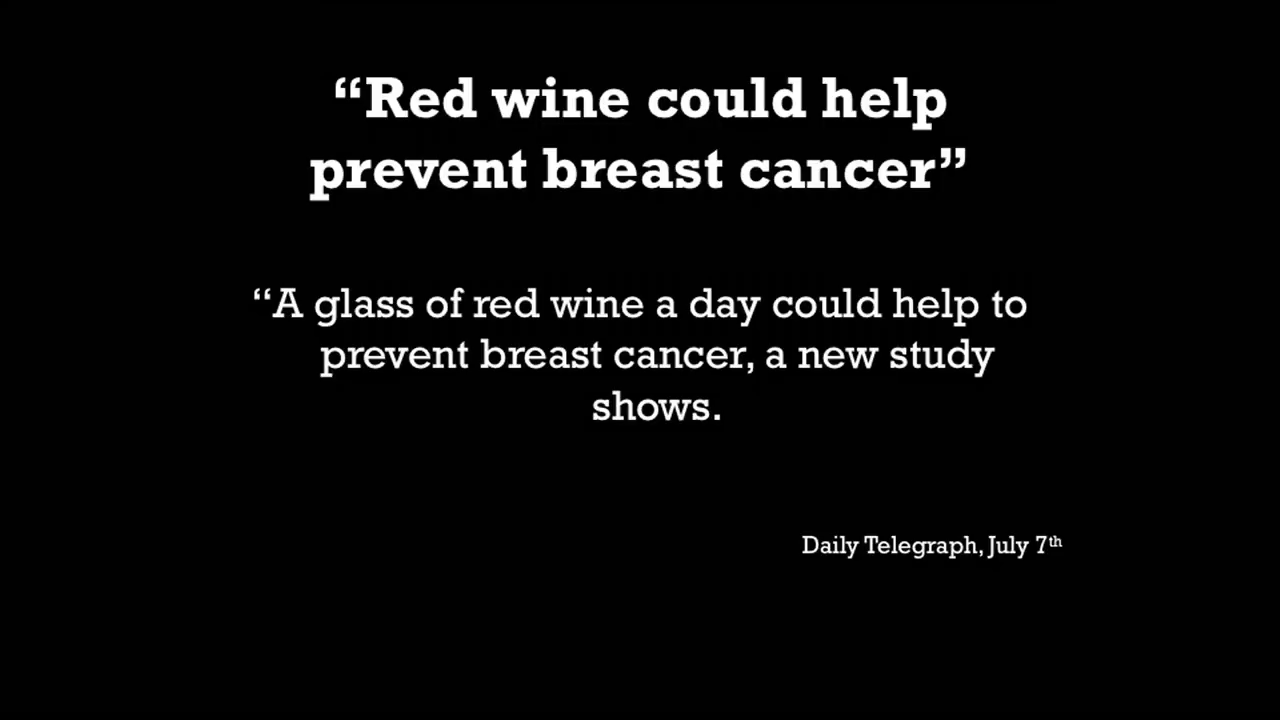 “Red wine could help
prevent breast cancer”
“A glass of red wine a day could help to
prevent breast cancer, a new study
shows.
Daily Telegraph, July 7th